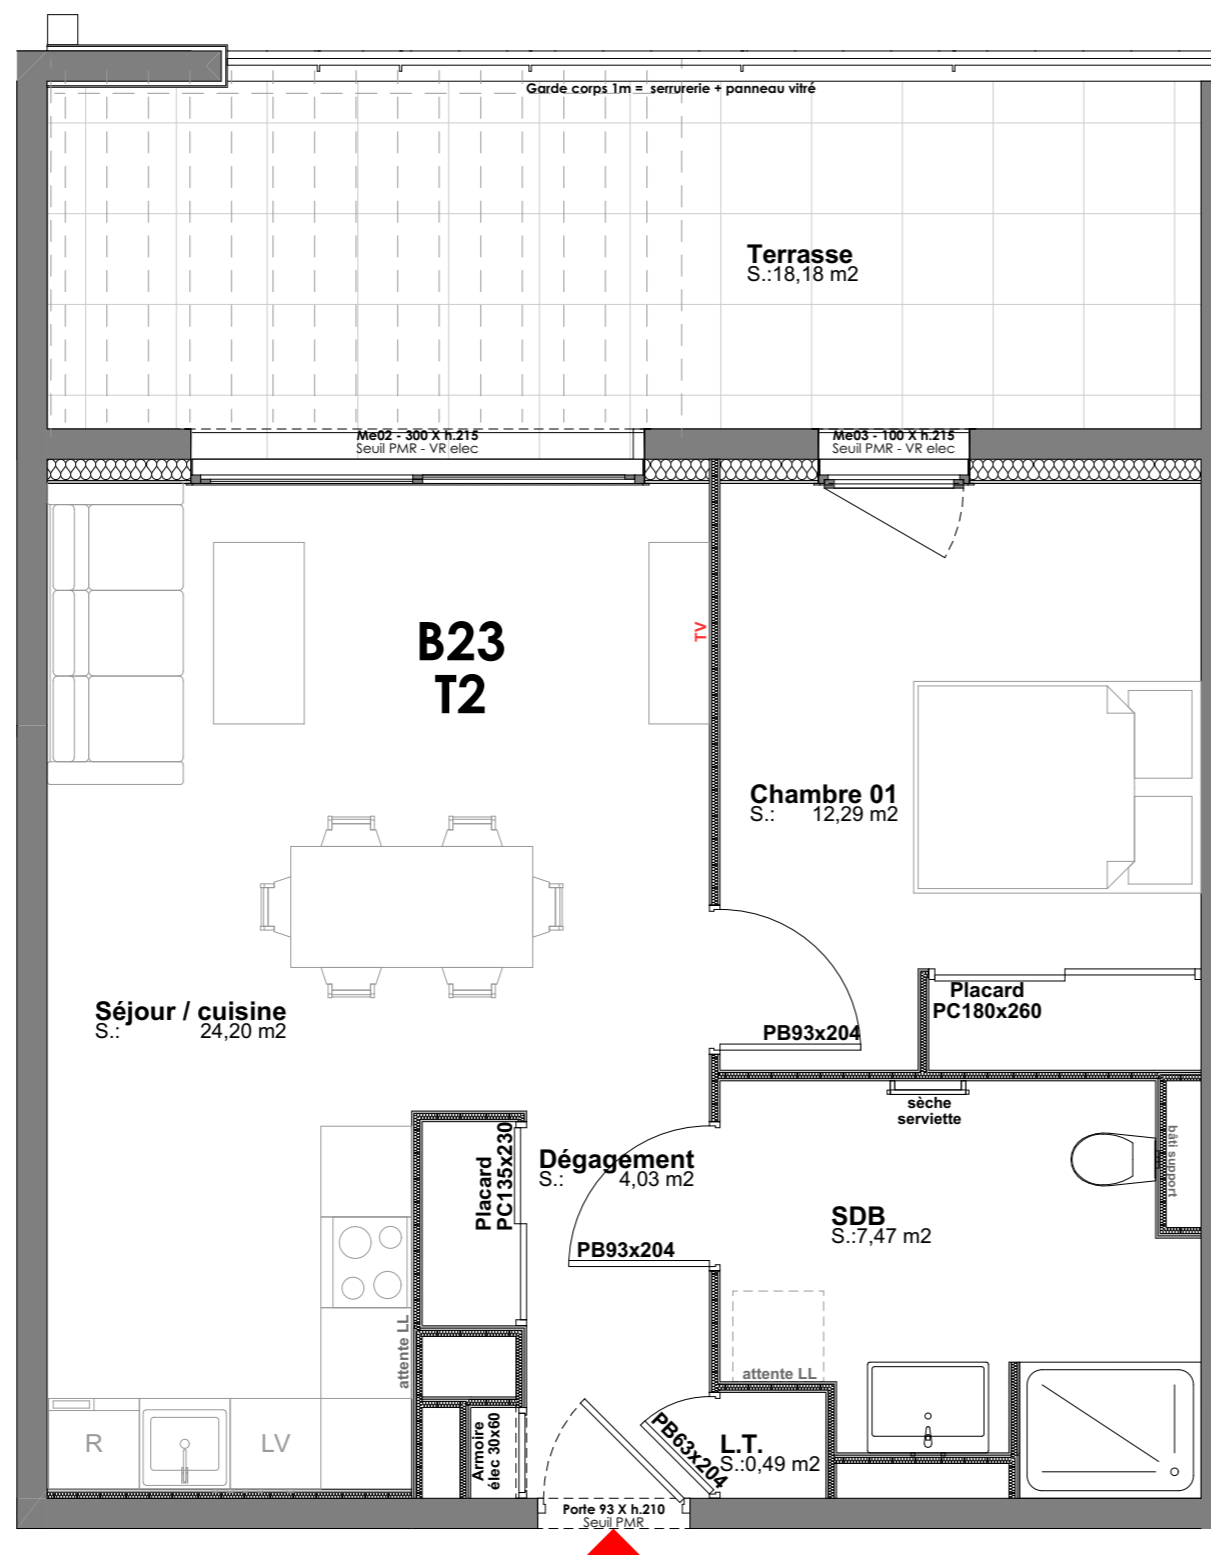 Garde corps 1m = serrurerie + panneau vitré
Terrasse
S.:18,18 m2
Me02 - 300 X h.215
Seuil PMR - VR elec
Me03 - 100 X h.215
Seuil PMR - VR elec
B23
T2
TV
Chambre 01
S.: 12,29 m2
Séjour / cuisine
S.: 24,20 m2
Placard
PC180x260
PB93x204
sèche
serviette
bâti support
Placard
PC135x230
Dégagement
S.: 4,03 m2
PB93x204
SDB
S.:7,47 m2
attente LL
attente LL
R
LV
Armoire
élec 30x60
PB63x204
L.T.
S.:0,49 m2
Porte 93 X h.210
Seuil PMR